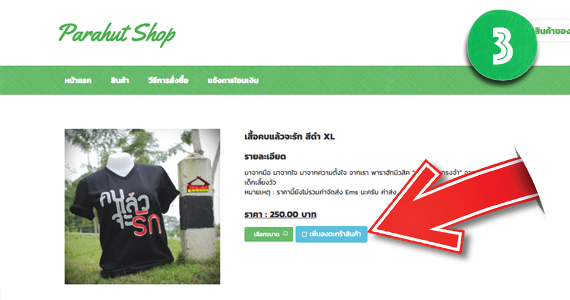 Parahut Shop
3
สินค้าของ
หน้าแรก สินค้า วิธีการสั่งซื้อ แจ้งการโอนเงิน
เสื้อคบแล้วจะรัก สีดำ XL
รายละเอียด
มาจากมือ มาจากใจ มาจากความตั้งใจ จากเรา พาราฮัทมิวสิค
เด็กเลี้ยงวัว
หมายเหตุ : ราคานี้ยังไม่รวมค่าจัดส่ง Ems นะครับ ค่าส่ง
ราคา : 250.00 บาท
เลือกขนาด เพิ่มลงตะกร้าสินค้า
คบ
แล้ว
จะรัก